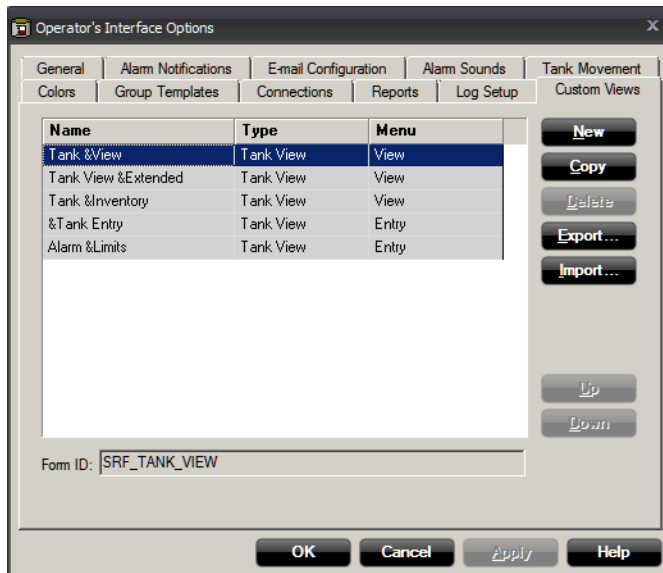 Operator's Interface Options x
General Alarm Notifications E-mail Configuration Alarm Sounds Tank Movement
Colors Group Templates Connections Reports Log Setup Custom Views
Name Type Menu
Tank &View Tank View View
Tank View &Extended Tank View View
Tank &Inventory Tank View View
&Tank Entry Tank View Entry
Alarm &Limits Tank View Entry
New
Copy
Delete
Export...
Import...
Up
Down
Form ID: SRF_TANK_VIEW
OK Cancel Apply Help